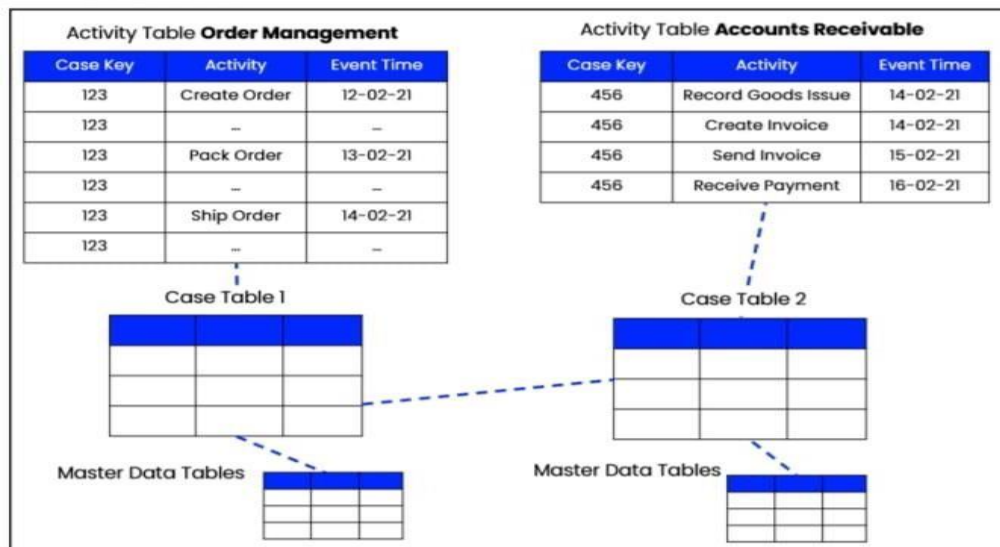 Activity Table Order Management
Case Key Activity Event Time
123 Create Order 12-02-21
123 ... ...
123 Pack Order 13-02-21
123 ... ...
123 Ship Order 14-02-21
123 ... ...
Activity Table Accounts Receivable
Case Key Activity Event Time
456 Record Goods Issue 14-02-21
456 Create Invoice 14-02-21
456 Send Invoice 15-02-21
456 Receive Payment 16-02-21
Case Table 1
Case Table 2
Master Data Tables
Master Data Tables